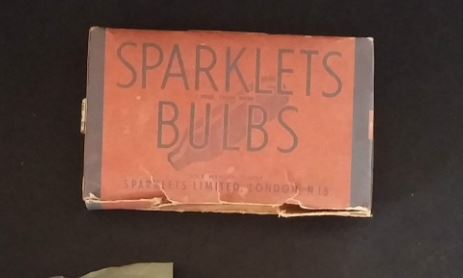 SPARKLETS
BULBS
SPARKLETS LIMITED, LONDON N 18